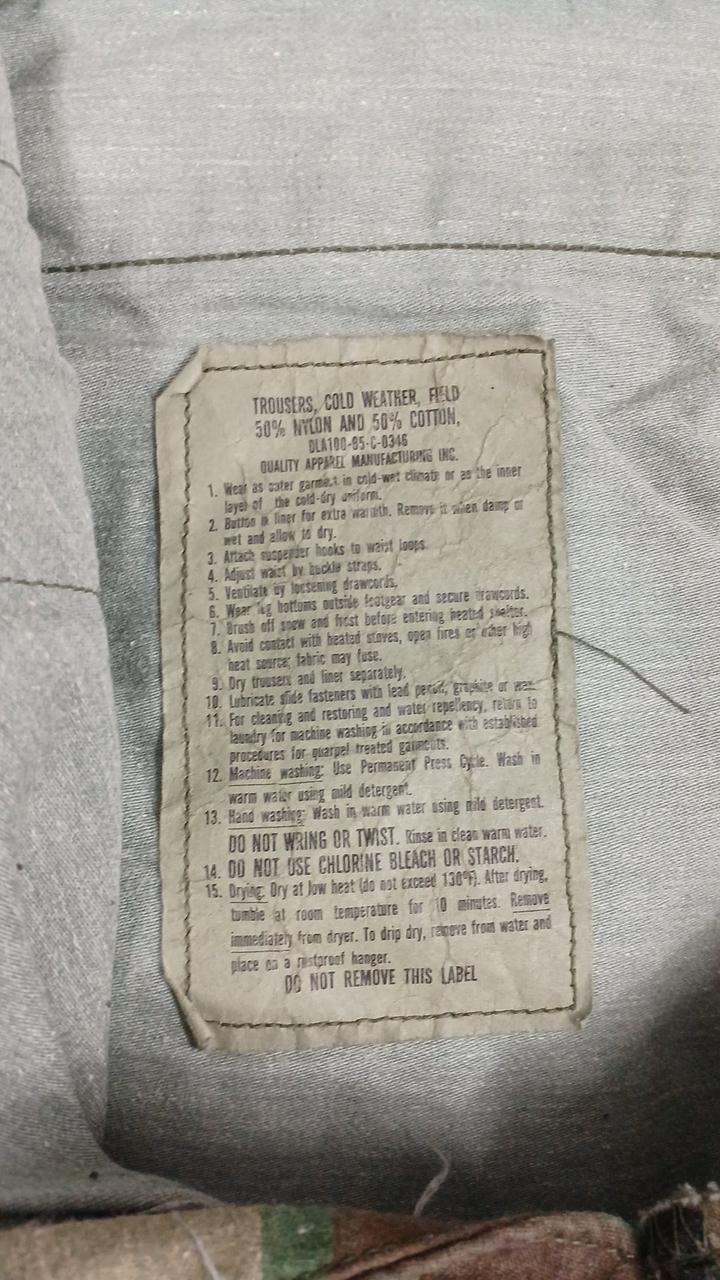 TROUSERS, COLD WEATHER, FIELD
50% NYLON AND 50% COTTON,
DLA100-85-C-0346
QUALITY APPAREL MANUFACTURING INC.
1. Wear as outer garment in cold-wet climate or as the inner
layer of the cold-dry uniform.
2. Button in liner for extra warmth. Remove it when damp or
wet and allow to dry.
3. Attach suspender hooks to waist loops.
4. Adjust waist by buckle straps.
5. Ventilate by loosening drawcords,
6. Wear leg bottoms outside footgear and secure drawcords.
7. Brush off snow and frost before entering heated shelter.
8. Avoid contact with heated stoves, open fires or other high
heat source; fabric may fuse.
9. Dry trousers and liner separately.
10. Lubricate slide fasteners with lead pencil, graphite or wax.
11. For cleaning and restoring and water repellency, return to
laundry for machine washing in accordance with established
procedures for quarpel treated garments.
12. Machine washing: Use Permanent Press Cycle. Wash in
warm water using mild detergent.
13. Hand washing: Wash in warm water using mild detergent.
DO NOT WRING OR TWIST. Rinse in clean warm water.
14. DO NOT USE CHLORINE BLEACH OR STARCH.
15. Drying: Dry at low heat (do not exceed 130°F). After drying,
tumble at room temperature for 10 minutes. Remove
immediately from dryer. To drip dry, remove from water and
place on a rustproof hanger.
DO NOT REMOVE THIS LABEL